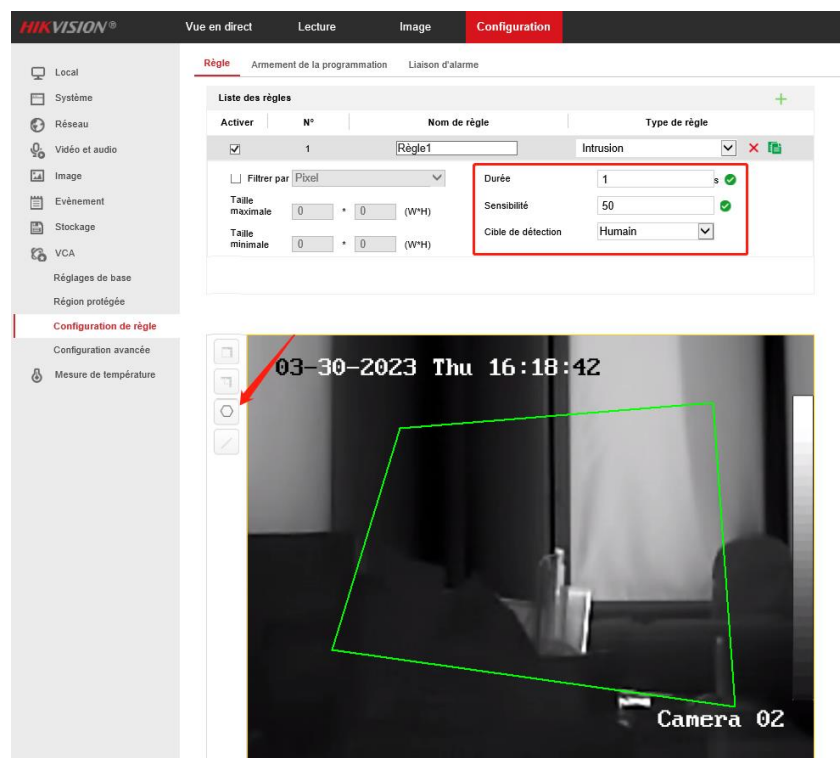 HIKVISION® Vue en direct Lecture Image Configuration
Règle Armement de la programmation Liaison d'alarme
Local
Système
Réseau
Vidéo et audio
Image
Evènement
Stockage
VCA
Réglages de base
Région protégée
Configuration de règle
Configuration avancée
Mesure de température
Liste des règles
Activer N° Nom de règle Type de règle
1 Règle1 Intrusion
Filtrer par Pixel
Taille maximale 0 * 0 (W*H)
Taille minimale 0 * 0 (W*H)
Durée 1 s
Sensibilité 50
Cible de détection Humain
03-30-2023 Thu 16:18:42
Camera 02